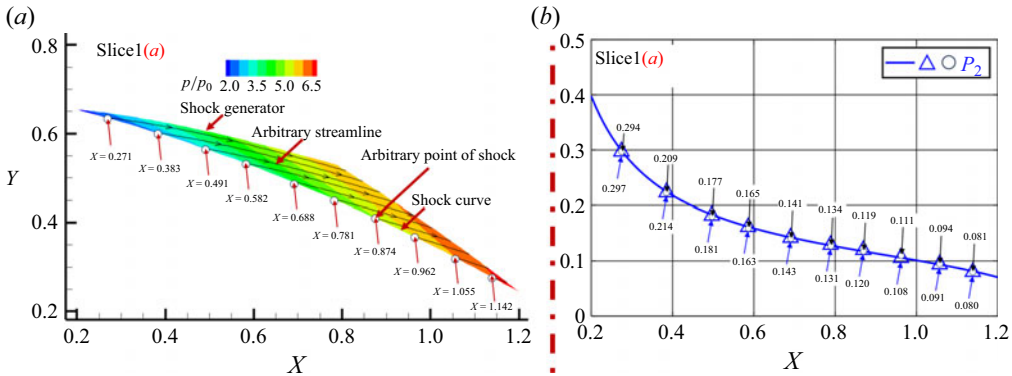 (a)
(b)
0.8
0.6
Y
0.4
0.2
0.2
0.4
0.6
0.8
1.0
1.2
X
Slice1(a)
p/p0
2.0
3.5
5.0
6.5
Shock generator
Arbitrary streamline
Arbitrary point of shock
Shock curve
X = 0.271
X = 0.383
X = 0.491
X = 0.582
X = 0.688
X = 0.781
X = 0.874
X = 0.962
X = 1.055
X = 1.142
0.5
0.4
0.3
0.2
0.1
0
0.2
0.4
0.6
0.8
1.0
1.2
X
Slice1(a)
P2
0.294
0.209
0.177
0.165
0.141
0.134
0.119
0.111
0.094
0.081
0.297
0.214
0.181
0.163
0.143
0.131
0.120
0.108
0.091
0.080